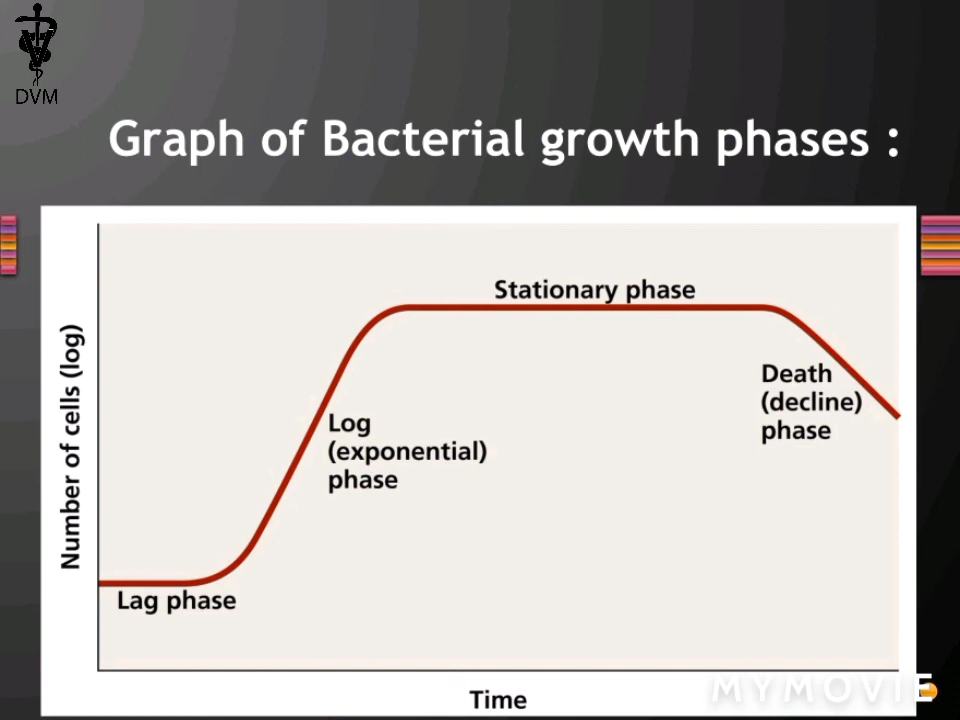 DVM
Graph of Bacterial growth phases :
Stationary phase
Death
(decline)
phase
Log
(exponential)
phase
Number of cells (log)
Lag phase
Time
MYMOVIE